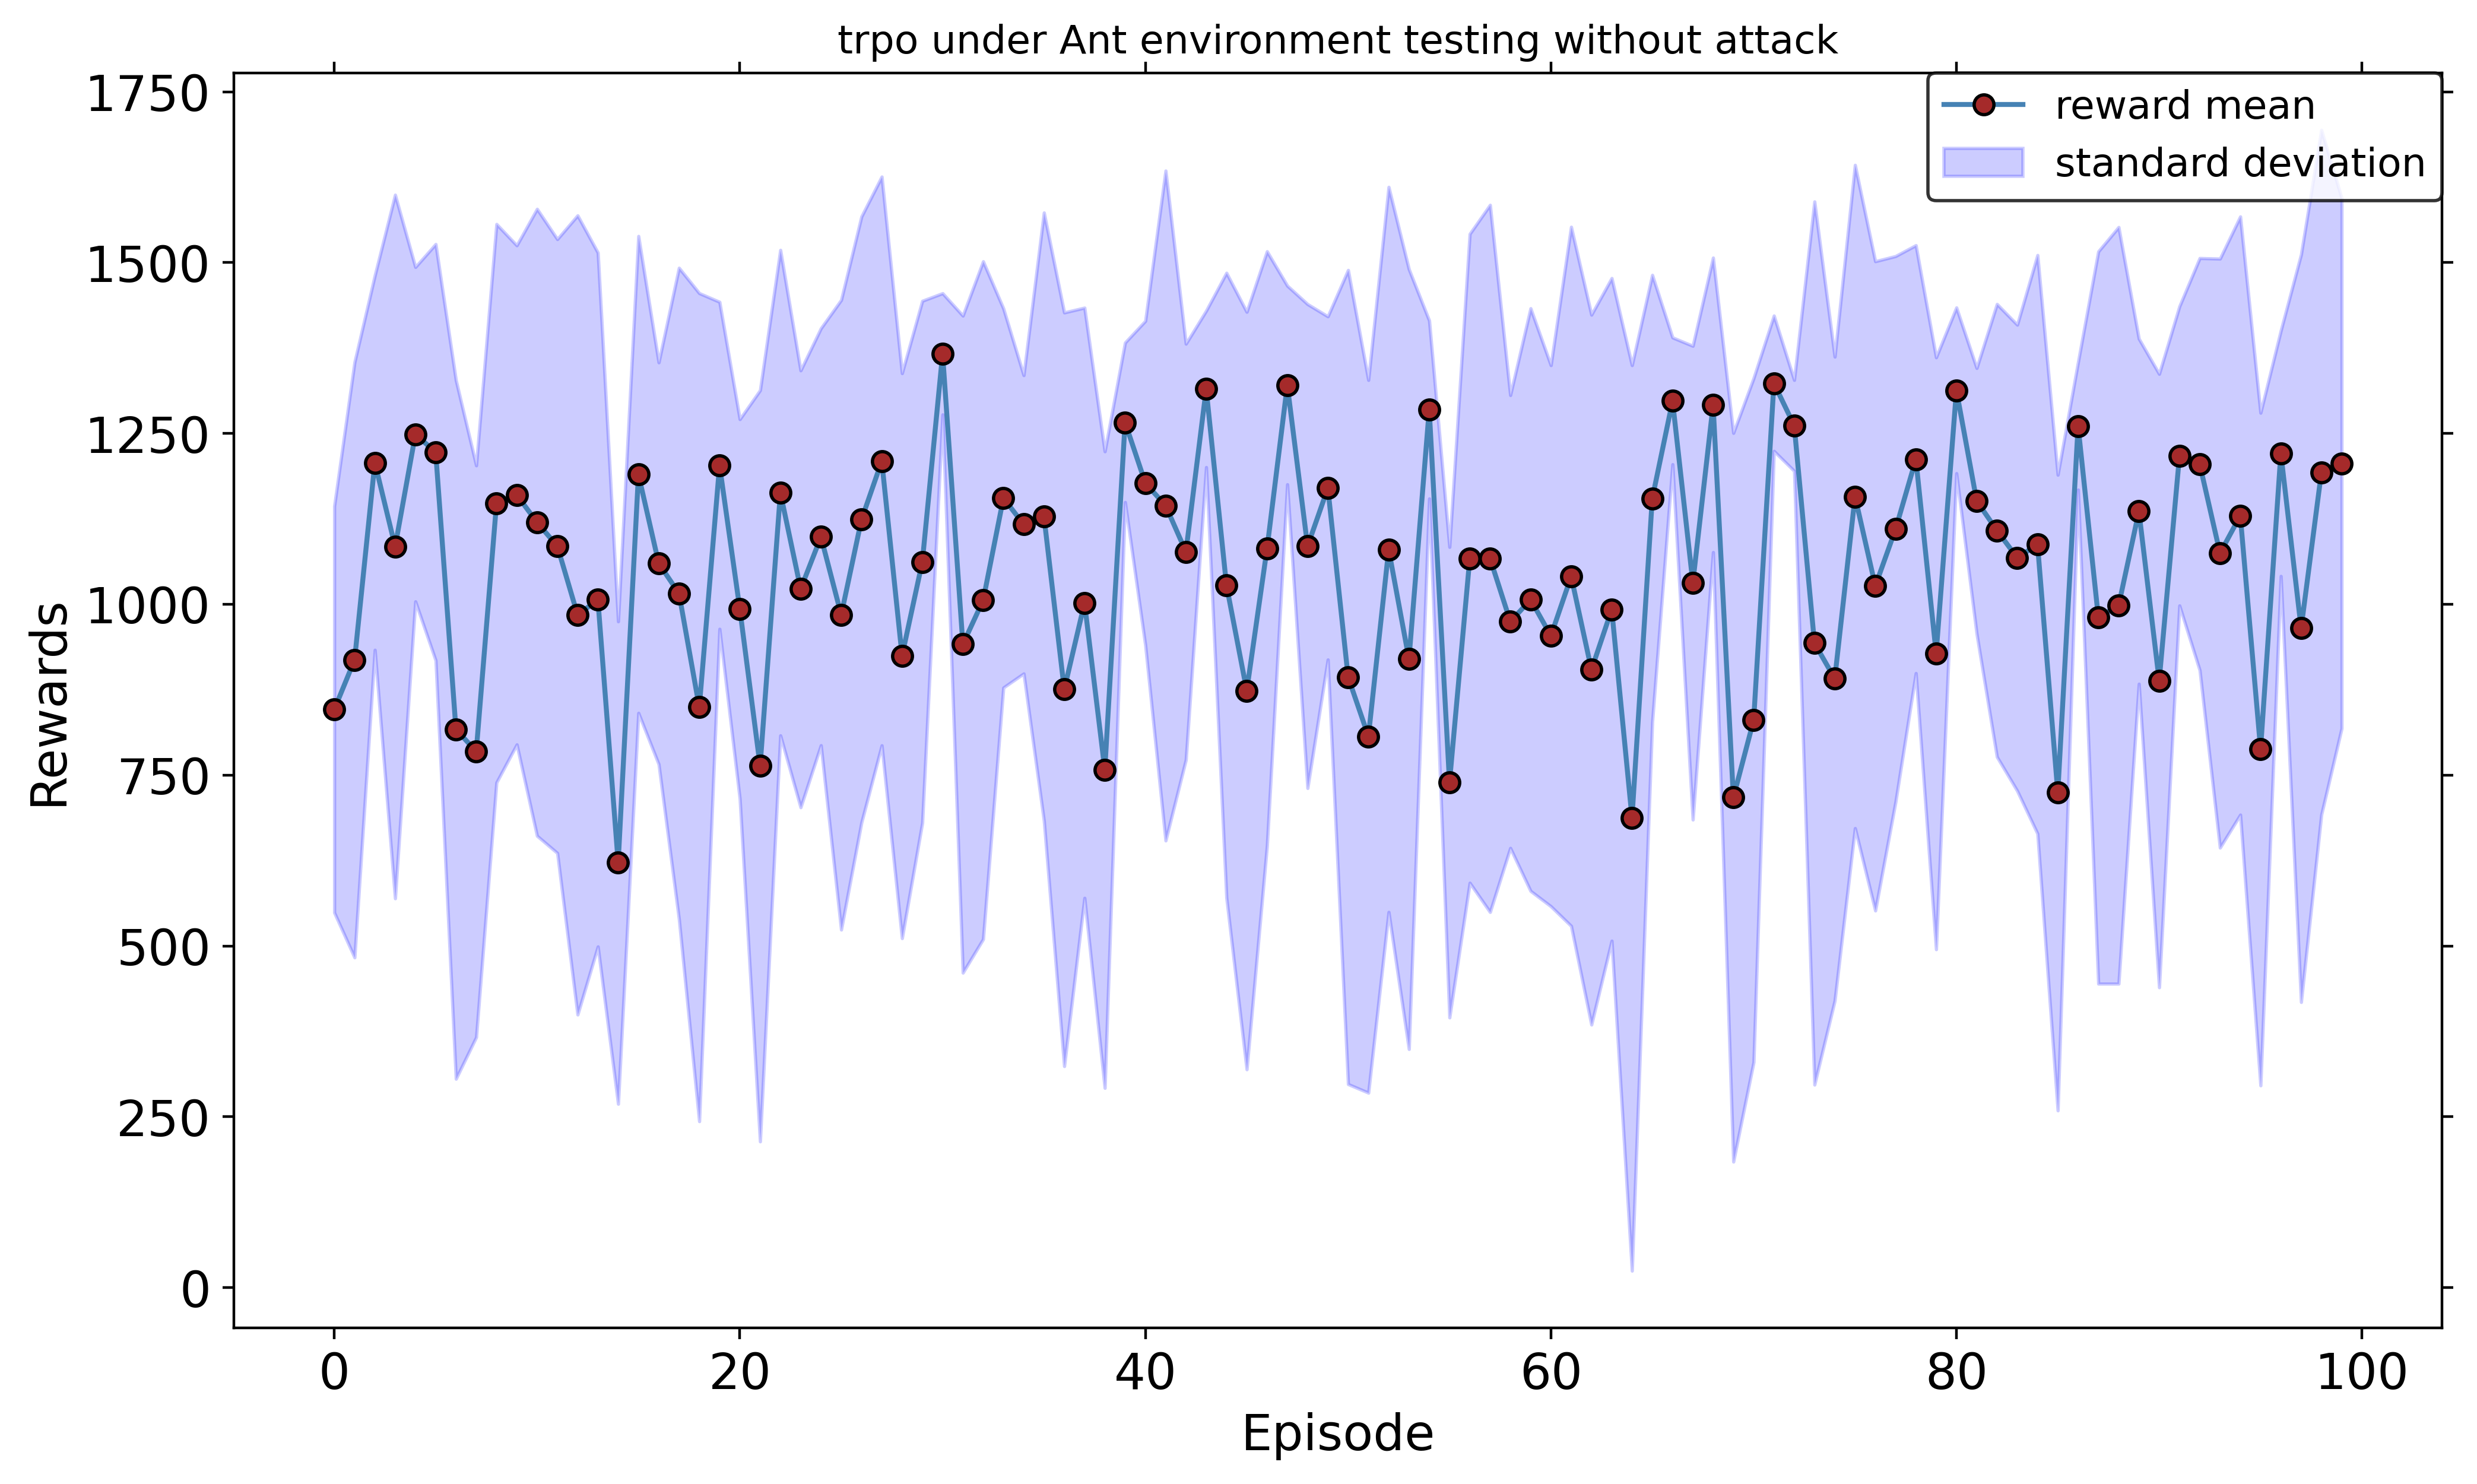 trpo under Ant environment testing without attack
reward mean
standard deviation
1750
1500
1250
1000
750
500
250
0
Rewards
0 20 40 60 80 100
Episode